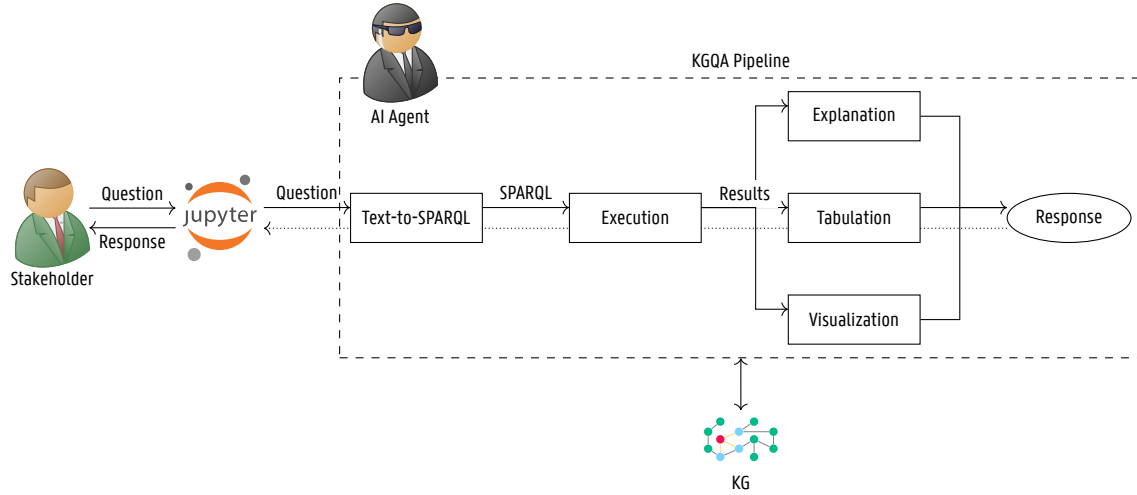 KGQA Pipeline
AI Agent
Explanation
Question
Question
SPARQL
Results
jupyter
Text-to-SPARQL
Execution
Tabulation
Response
Response
Stakeholder
Visualization
KG